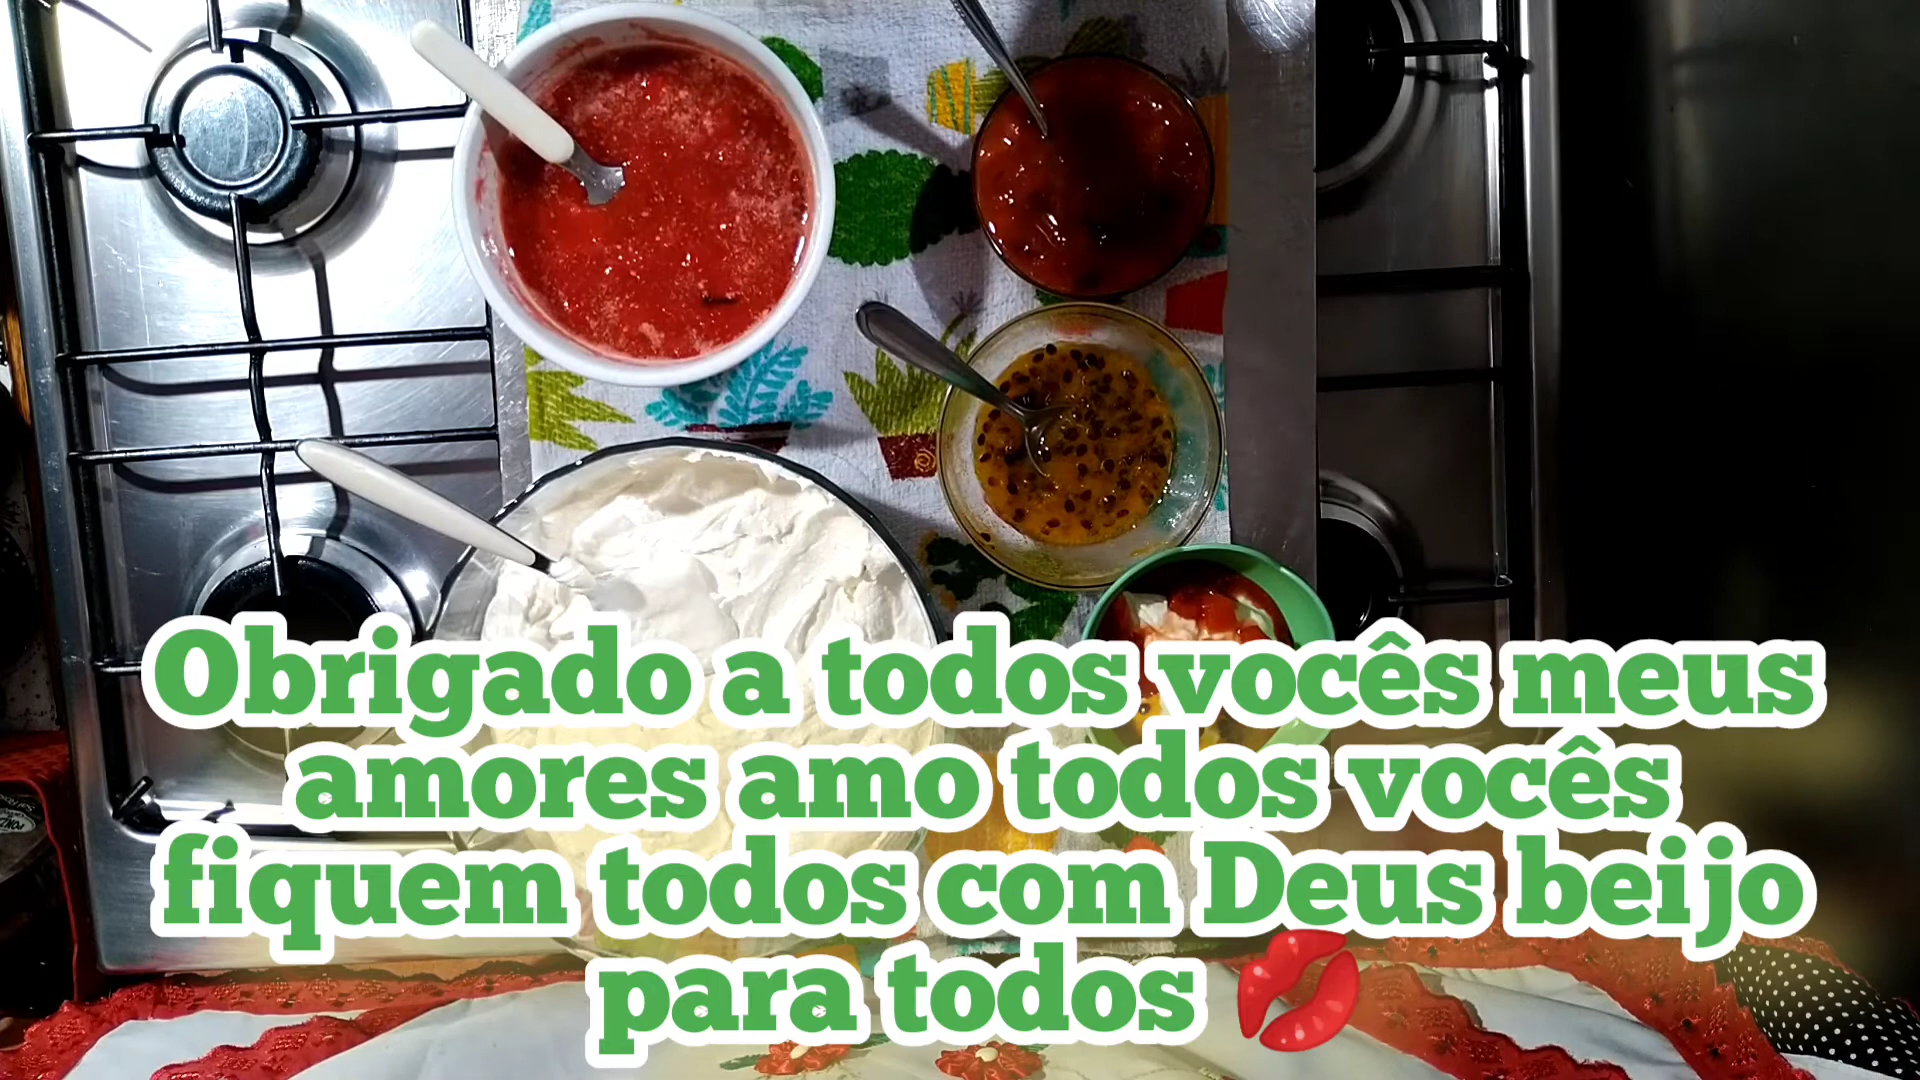 Obrigado a todos vocês meus
amores amo todos vocês
fiquem todos com Deus beijo
para todos 💋